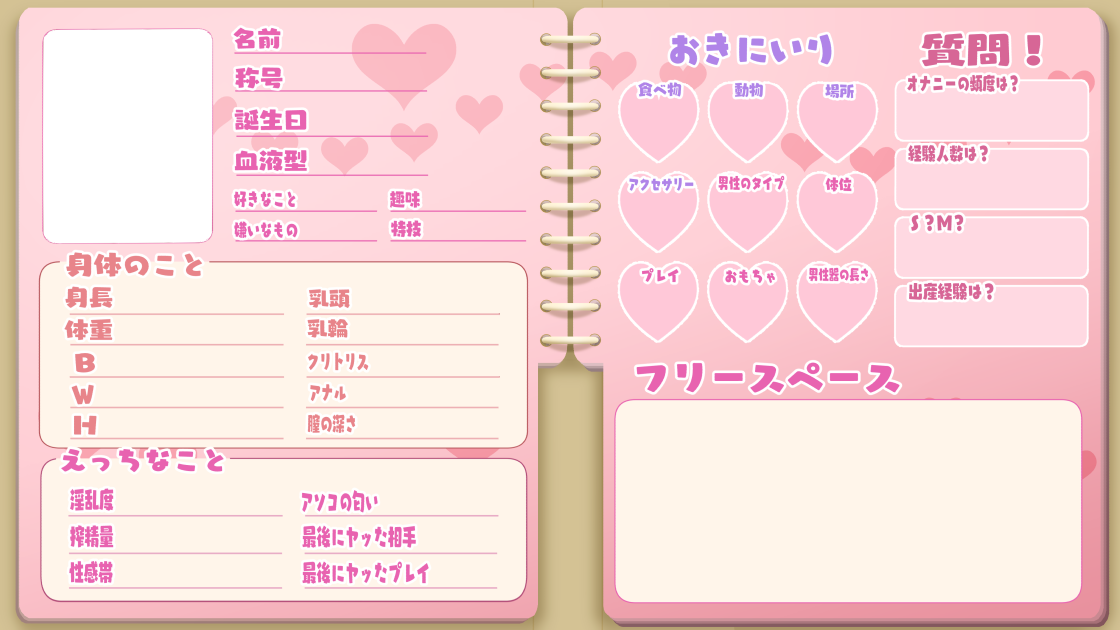 名前
称号
誕生日
血液型
好きなこと
趣味
嫌いなもの
特技
身体のこと
身長
体重
B
W
H
乳頭
乳輪
クリトリス
アナル
膣の深さ
えっちなこと
淫乱度
搾精量
性感帯
アソコの匂い
最後にヤッた相手
最後にヤッたプレイ
おきにいり
食べ物
動物
場所
アクセサリー
男性のタイプ
体位
プレイ
おもちゃ
男性器の長さ
質問！
オナニーの頻度は？
経験人数は？
S？M？
出産経験は？
フリースペース